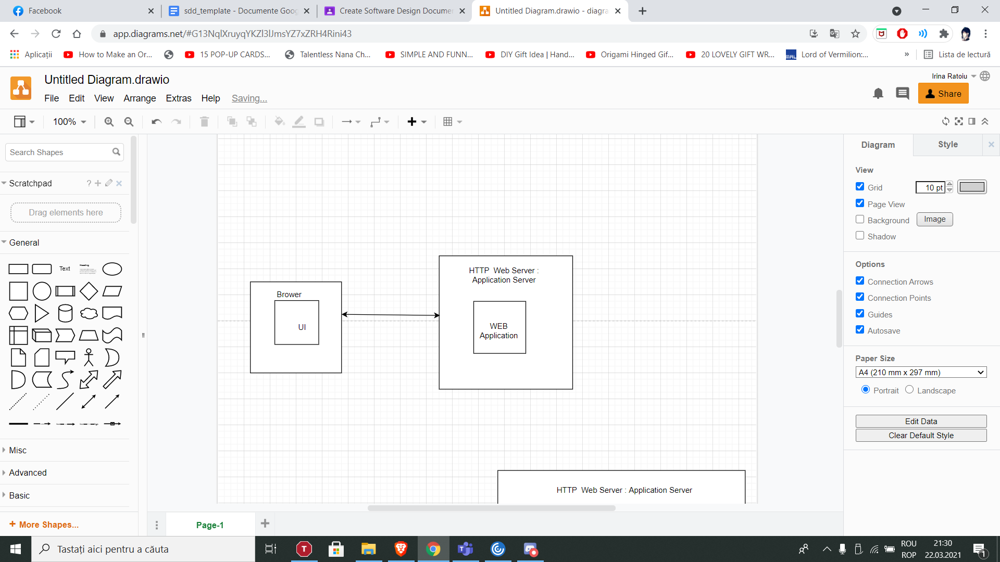 Facebook
sdd_template - Documente Goog
Create Software Design Documen
Untitled Diagram.drawio - diagra
app.diagrams.net/#G13NqlXruyqYKZl3lJmsYZ7xZRH4Rini43
Aplicații
How to Make an Or...
15 POP-UP CARDS...
Talentless Nana Ch...
SIMPLE AND FUNN...
DIY Gift Idea | Hand...
Origami Hinged Gif...
20 LOVELY GIFT WR...
MAL
Lord of Vermilion:...
»
Lista de lectură
Untitled Diagram.drawio
Irina Ratoiu
File Edit View Arrange Extras Help Saving...
Share
100%
Search Shapes
Scratchpad
?
Drag elements here
General
Text
Heading
Misc
Advanced
Basic
+ More Shapes...
Brower
UI
HTTP Web Server :
Application Server
WEB
Application
HTTP Web Server : Application Server
Page-1
Diagram
Style
View
Grid
10 pt
Page View
Background
Image
Shadow
Options
Connection Arrows
Connection Points
Guides
Autosave
Paper Size
A4 (210 mm x 297 mm)
Portrait
Landscape
Edit Data
Clear Default Style
Tastați aici pentru a căuta
T
ROU
ROP
21:30
22.03.2021
1